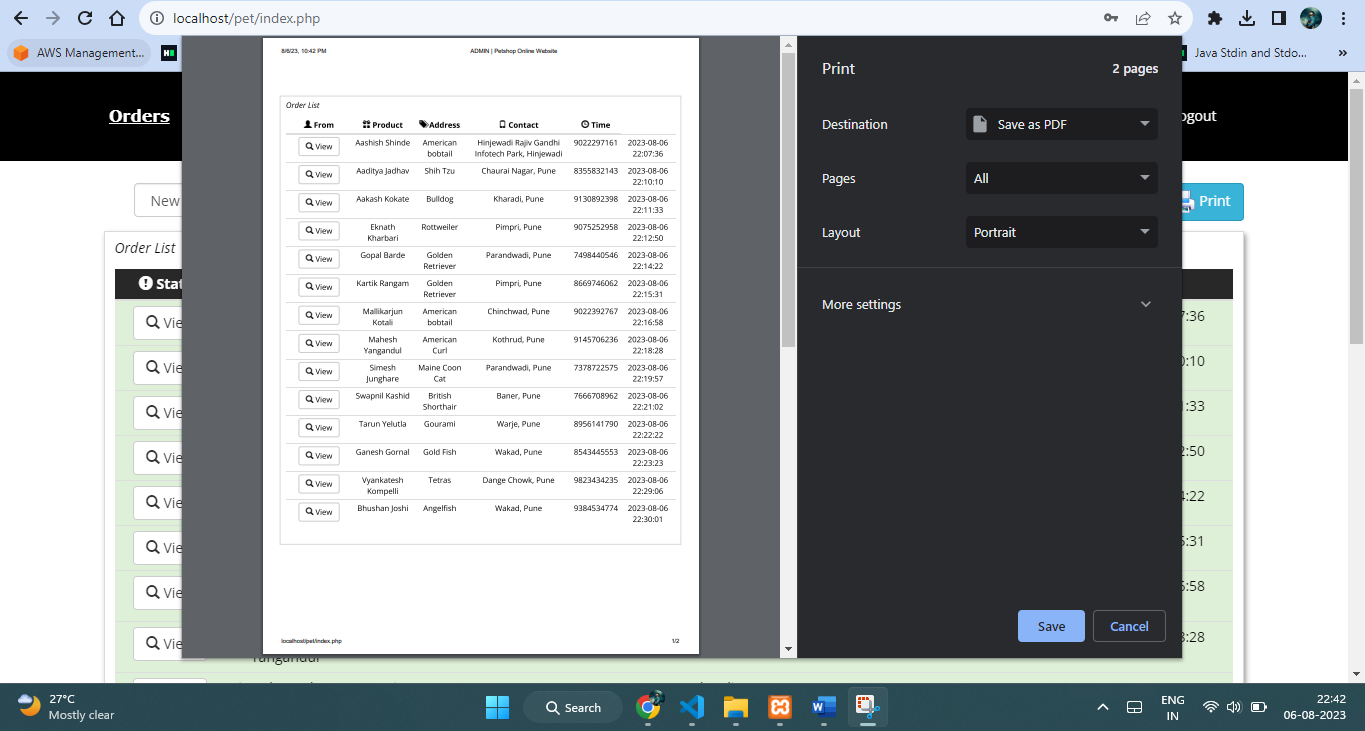 localhost/pet/index.php
AWS Management...
Java Stdin and Stdo...
»
Orders
ogout
New
Print
Order List
Stat
View
7:36
0:10
1:33
2:50
4:22
5:31
6:58
8:28
Yangandul
8/6/23, 10:42 PM ADMIN | Petshop Online Website
Order List
From Product Address Contact Time
View Aashish Shinde American Hinjewadi Rajiv Gandhi 9022297161 2023-08-06
bobtail Infotech Park, Hinjewadi 22:07:36
View Aaditya Jadhav Shih Tzu Chaurai Nagar, Pune 8355832143 2023-08-06
22:10:10
View Aakash Kokate Bulldog Kharadi, Pune 9130892398 2023-08-06
22:11:33
View Eknath Rottweiler Pimpri, Pune 9075252958 2023-08-06
Kharbari 22:12:50
View Gopal Barde Golden Parandwadi, Pune 7498440546 2023-08-06
Retriever 22:14:22
View Kartik Rangam Golden Pimpri, Pune 8669746062 2023-08-06
Retriever 22:15:31
View Mallikarjun American Chinchwad, Pune 9022392767 2023-08-06
Kotali bobtail 22:16:58
View Mahesh American Kothrud, Pune 9145706236 2023-08-06
Yangandul Curl 22:18:28
View Simesh Maine Coon Parandwadi, Pune 7378722575 2023-08-06
Junghare Cat 22:19:57
View Swapnil Kashid British Baner, Pune 7666708962 2023-08-06
Shorthair 22:21:02
View Tarun Yelutla Gourami Warje, Pune 8956141790 2023-08-06
22:22:22
View Ganesh Gornal Gold Fish Wakad, Pune 8543445553 2023-08-06
22:23:23
View Vyankatesh Tetras Dange Chowk, Pune 9823434235 2023-08-06
Kompelli 22:29:06
View Bhushan Joshi Angelfish Wakad, Pune 9384534774 2023-08-06
22:30:01
localhost/pet/index.php 1/2
Print 2 pages
Destination Save as PDF
Pages All
Layout Portrait
More settings
Save Cancel
27°C
Mostly clear
Search
ENG
IN
22:42
06-08-2023